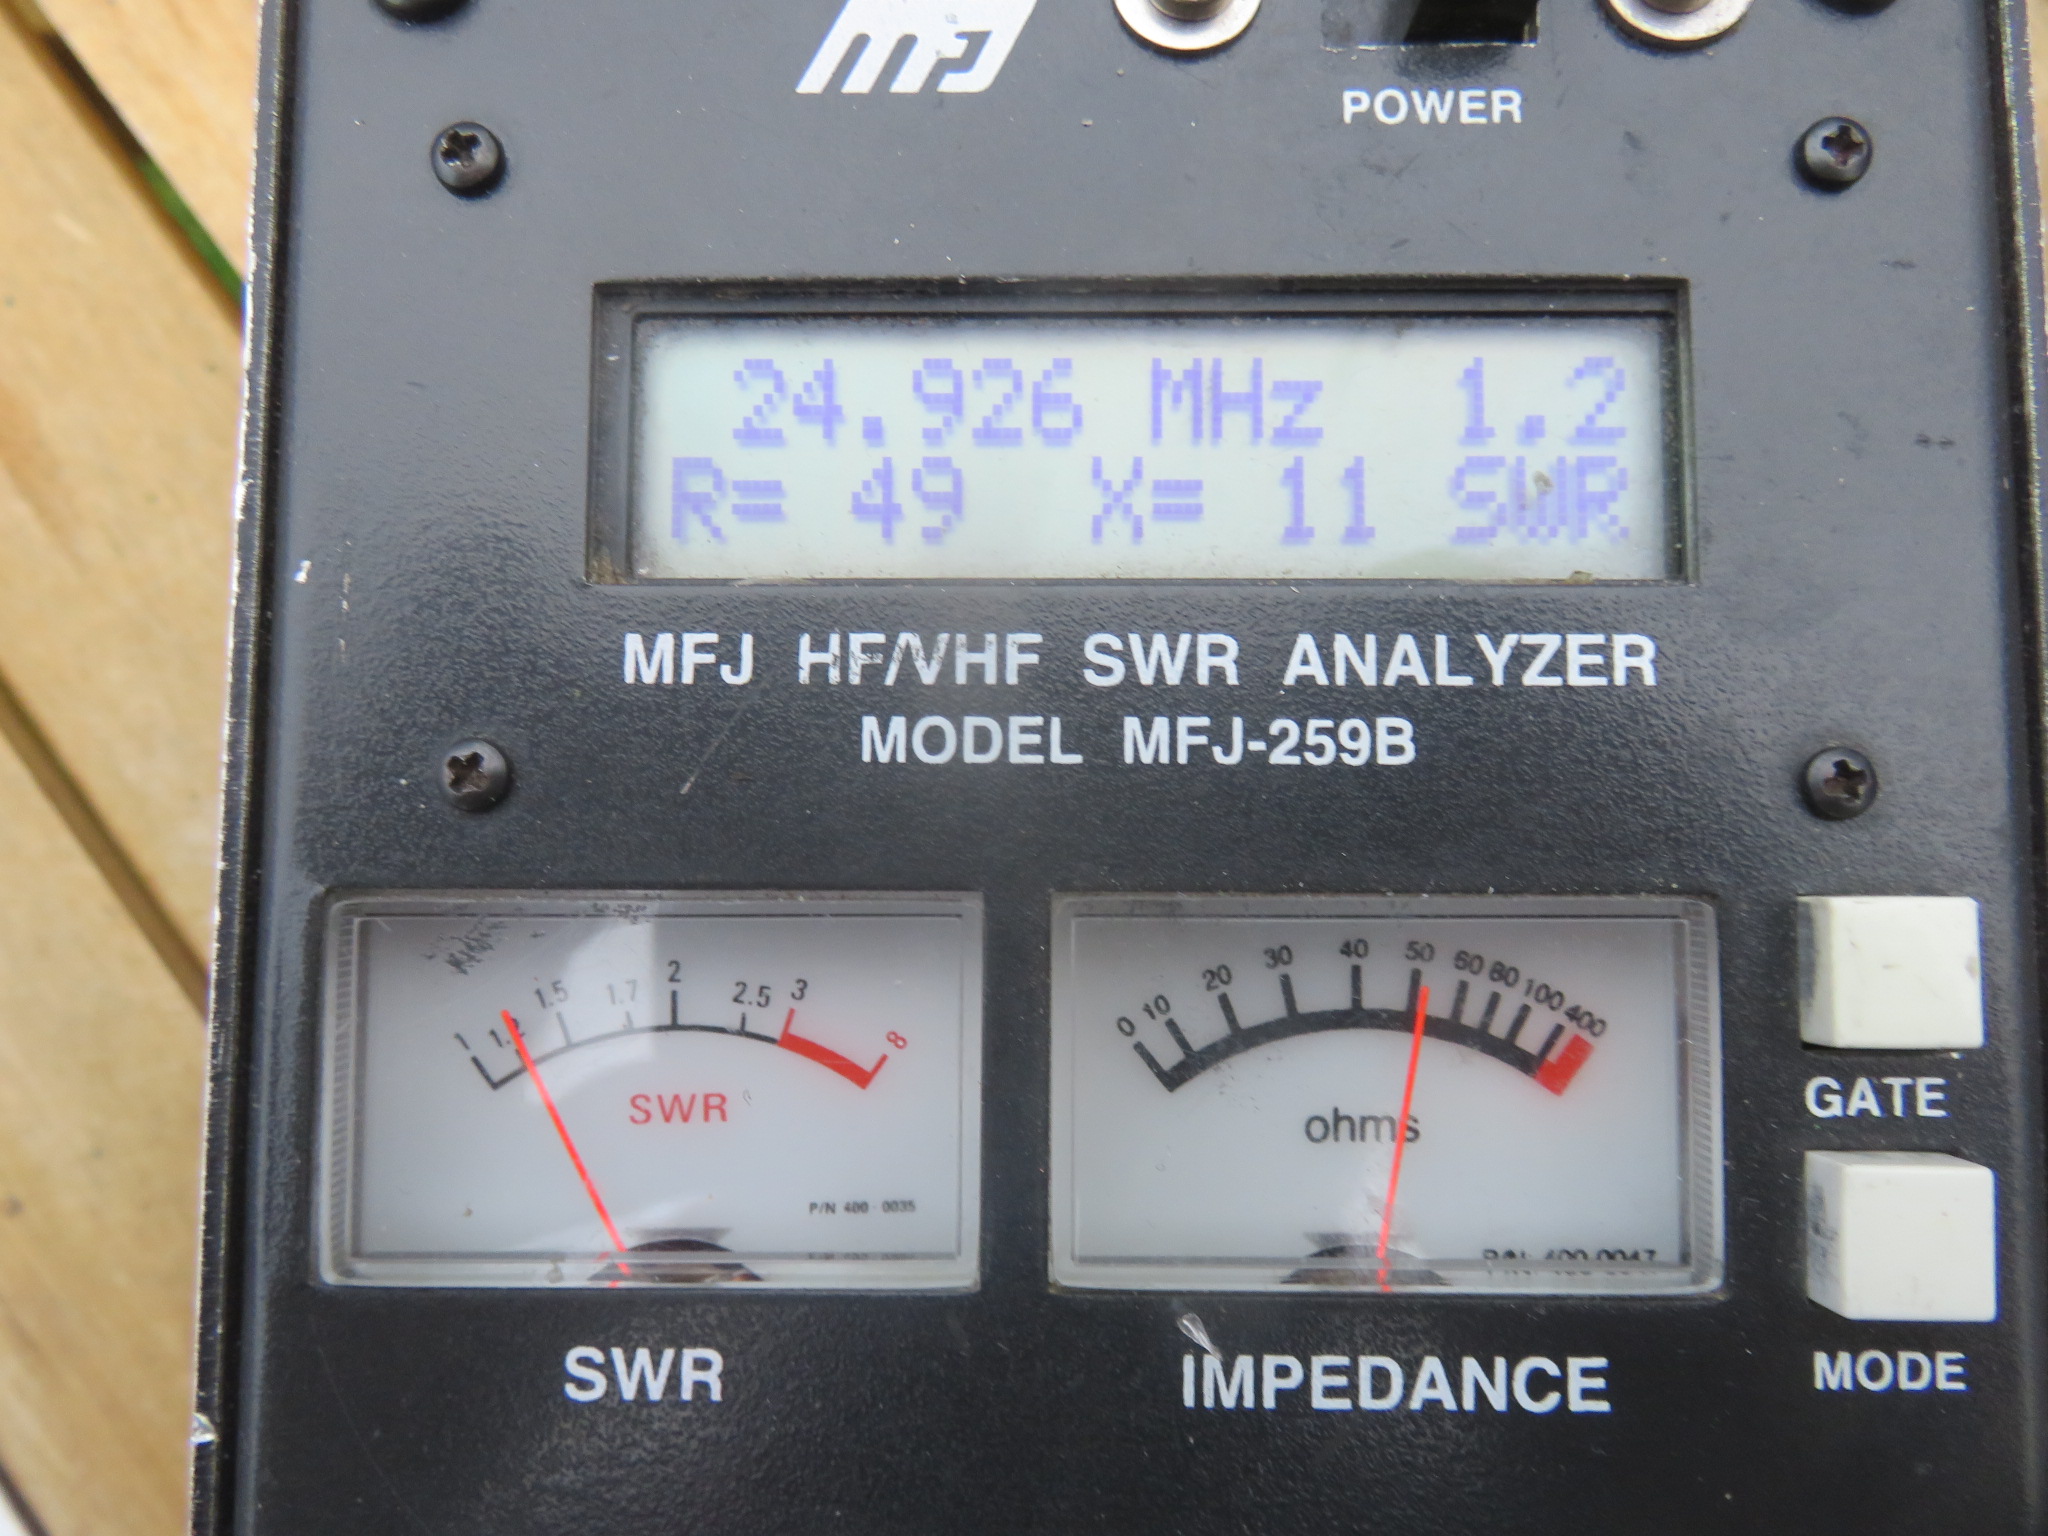 MFJ
POWER
24.926 MHz 1.2
R= 49 X= 11 SWR
MFJ HF/VHF SWR ANALYZER
MODEL MFJ-259B
1 1.2 1.5 1.7 2 2.5 3 8
SWR
P/N 400-0035
0 10 20 30 40 50 60 80 100 400
ohms
P/N 400-0047
GATE
MODE
SWR
IMPEDANCE